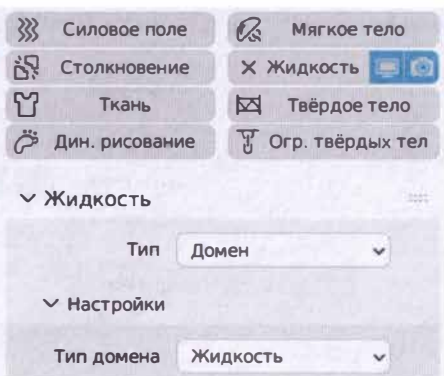 Силовое поле Мягкое тело
Столкновение Жидкость
Ткань Твёрдое тело
Дин. рисование Огр. твёрдых тел
Жидкость
Тип Домен
Настройки
Тип домена Жидкость